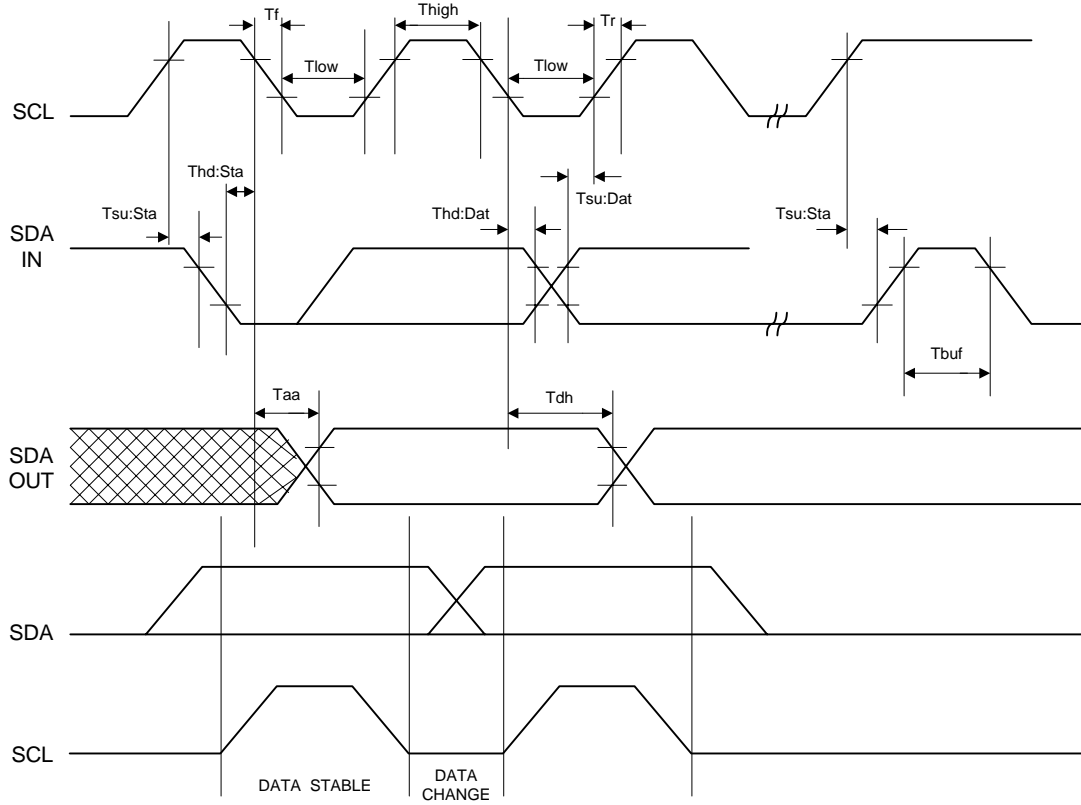 Tf
Thigh
Tr
Tlow
Tlow
SCL
Thd:Sta
Tsu:Dat
Tsu:Sta
Thd:Dat
Tsu:Sta
SDA
IN
Tbuf
Taa
Tdh
SDA
OUT
SDA
SCL
DATA STABLE
DATA
CHANGE